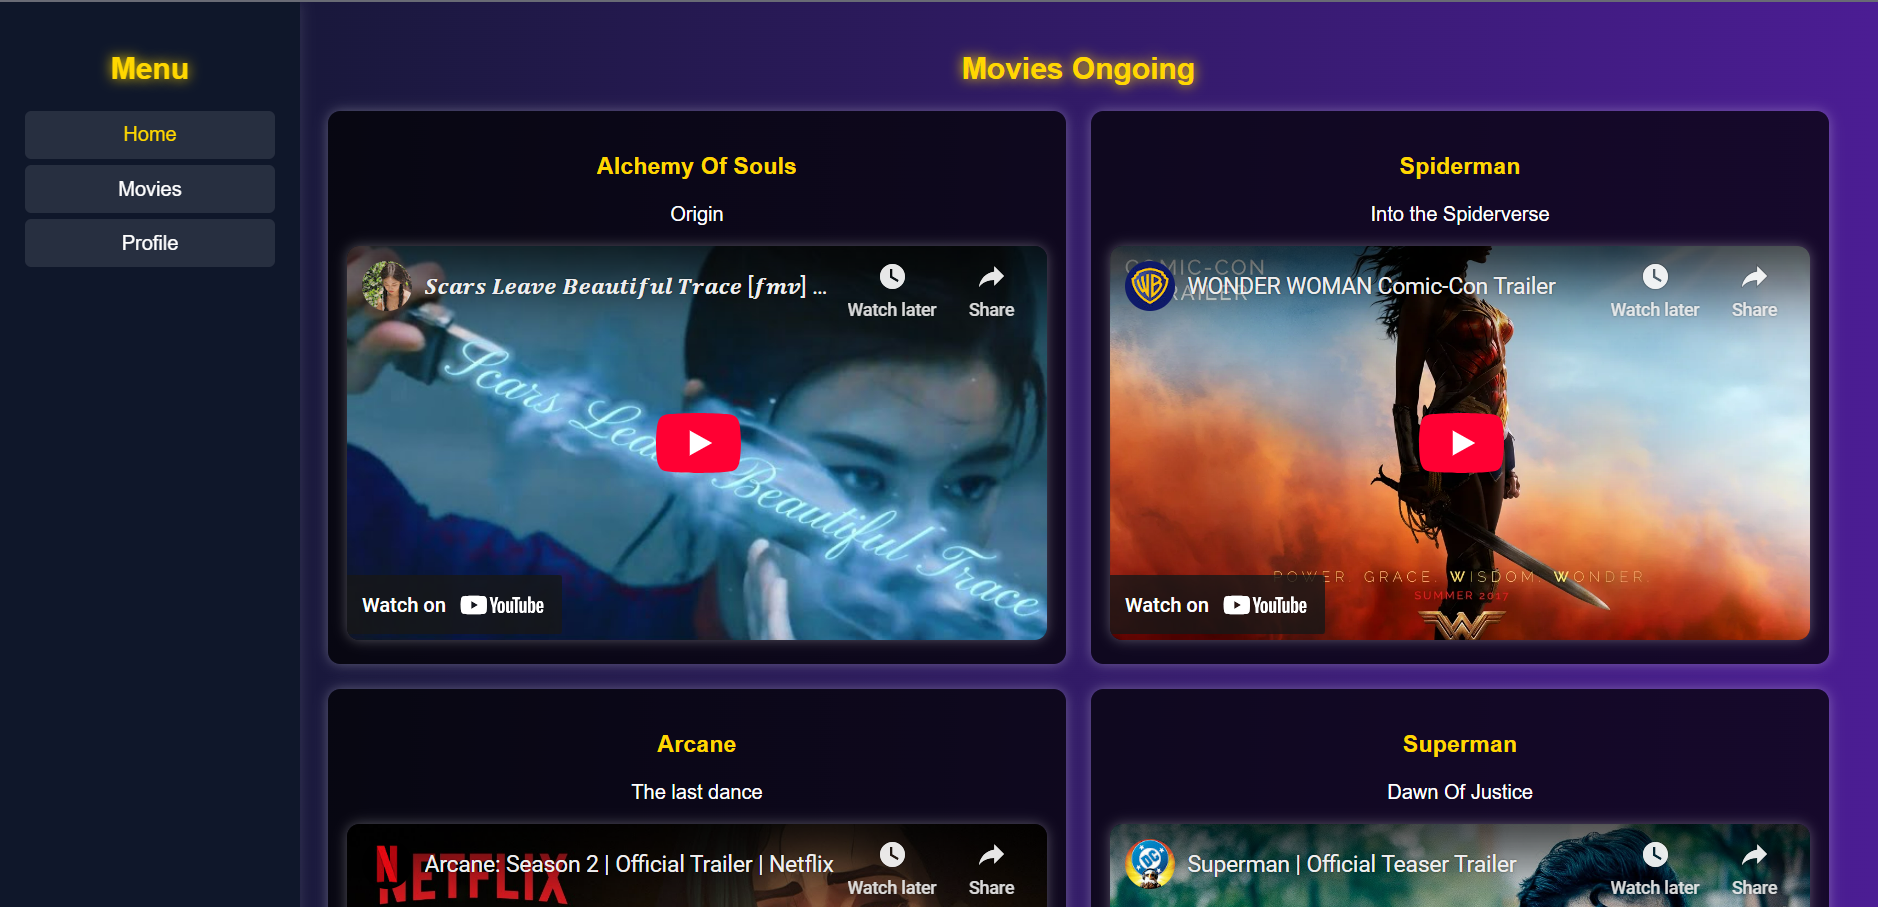 Menu
Home
Movies
Profile
Movies Ongoing
Alchemy Of Souls
Origin
Scars Leave Beautiful Trace [fmv] ...
Watch later
Share
Scars Leave Beautiful Trace
Watch on YouTube
Spiderman
Into the Spiderverse
COMIC-CON
TRAILER
WONDER WOMAN Comic-Con Trailer
Watch later
Share
POWER. GRACE. WISDOM. WONDER.
SUMMER 2017
Watch on YouTube
Arcane
The last dance
NETFLIX
Arcane: Season 2 | Official Trailer | Netflix
Watch later
Share
Superman
Dawn Of Justice
DC
Superman | Official Teaser Trailer
Watch later
Share